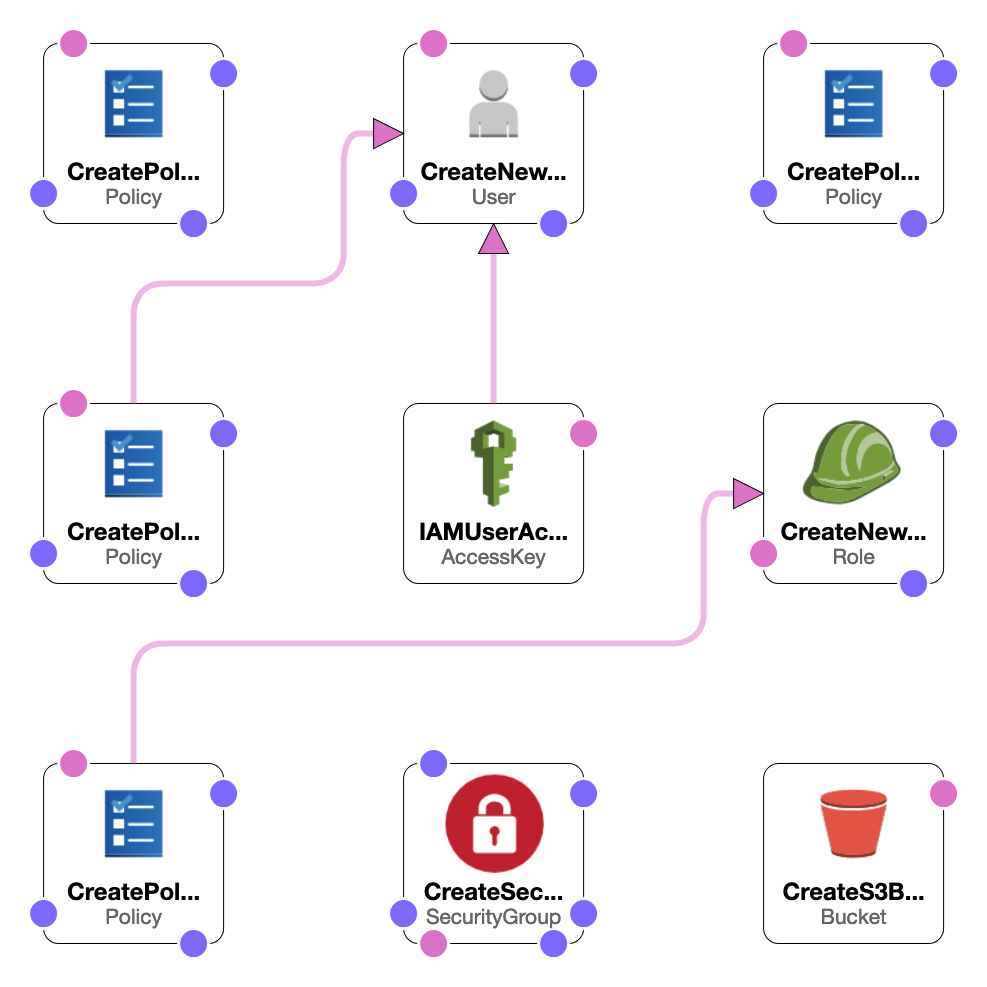 CreatePol...
Policy
CreateNew...
User
CreatePol...
Policy
CreatePol...
Policy
IAMUserAc...
AccessKey
CreateNew...
Role
CreatePol...
Policy
CreateSec...
SecurityGroup
CreateS3B...
Bucket